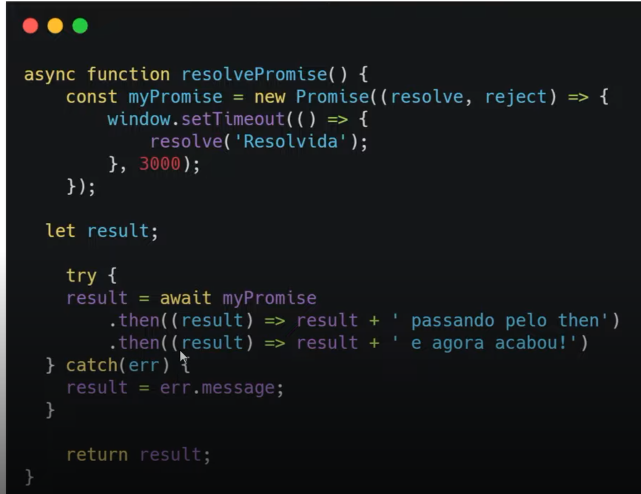 async function resolvePromise() {
    const myPromise = new Promise((resolve, reject) => {
        window.setTimeout(() => {
            resolve('Resolvida');
        }, 3000);
    });

  let result;

    try {
    result = await myPromise
        .then((result) => result + ' passando pelo then')
        .then((result) => result + ' e agora acabou!')
  } catch(err) {
    result = err.message;
  }

    return result;
}